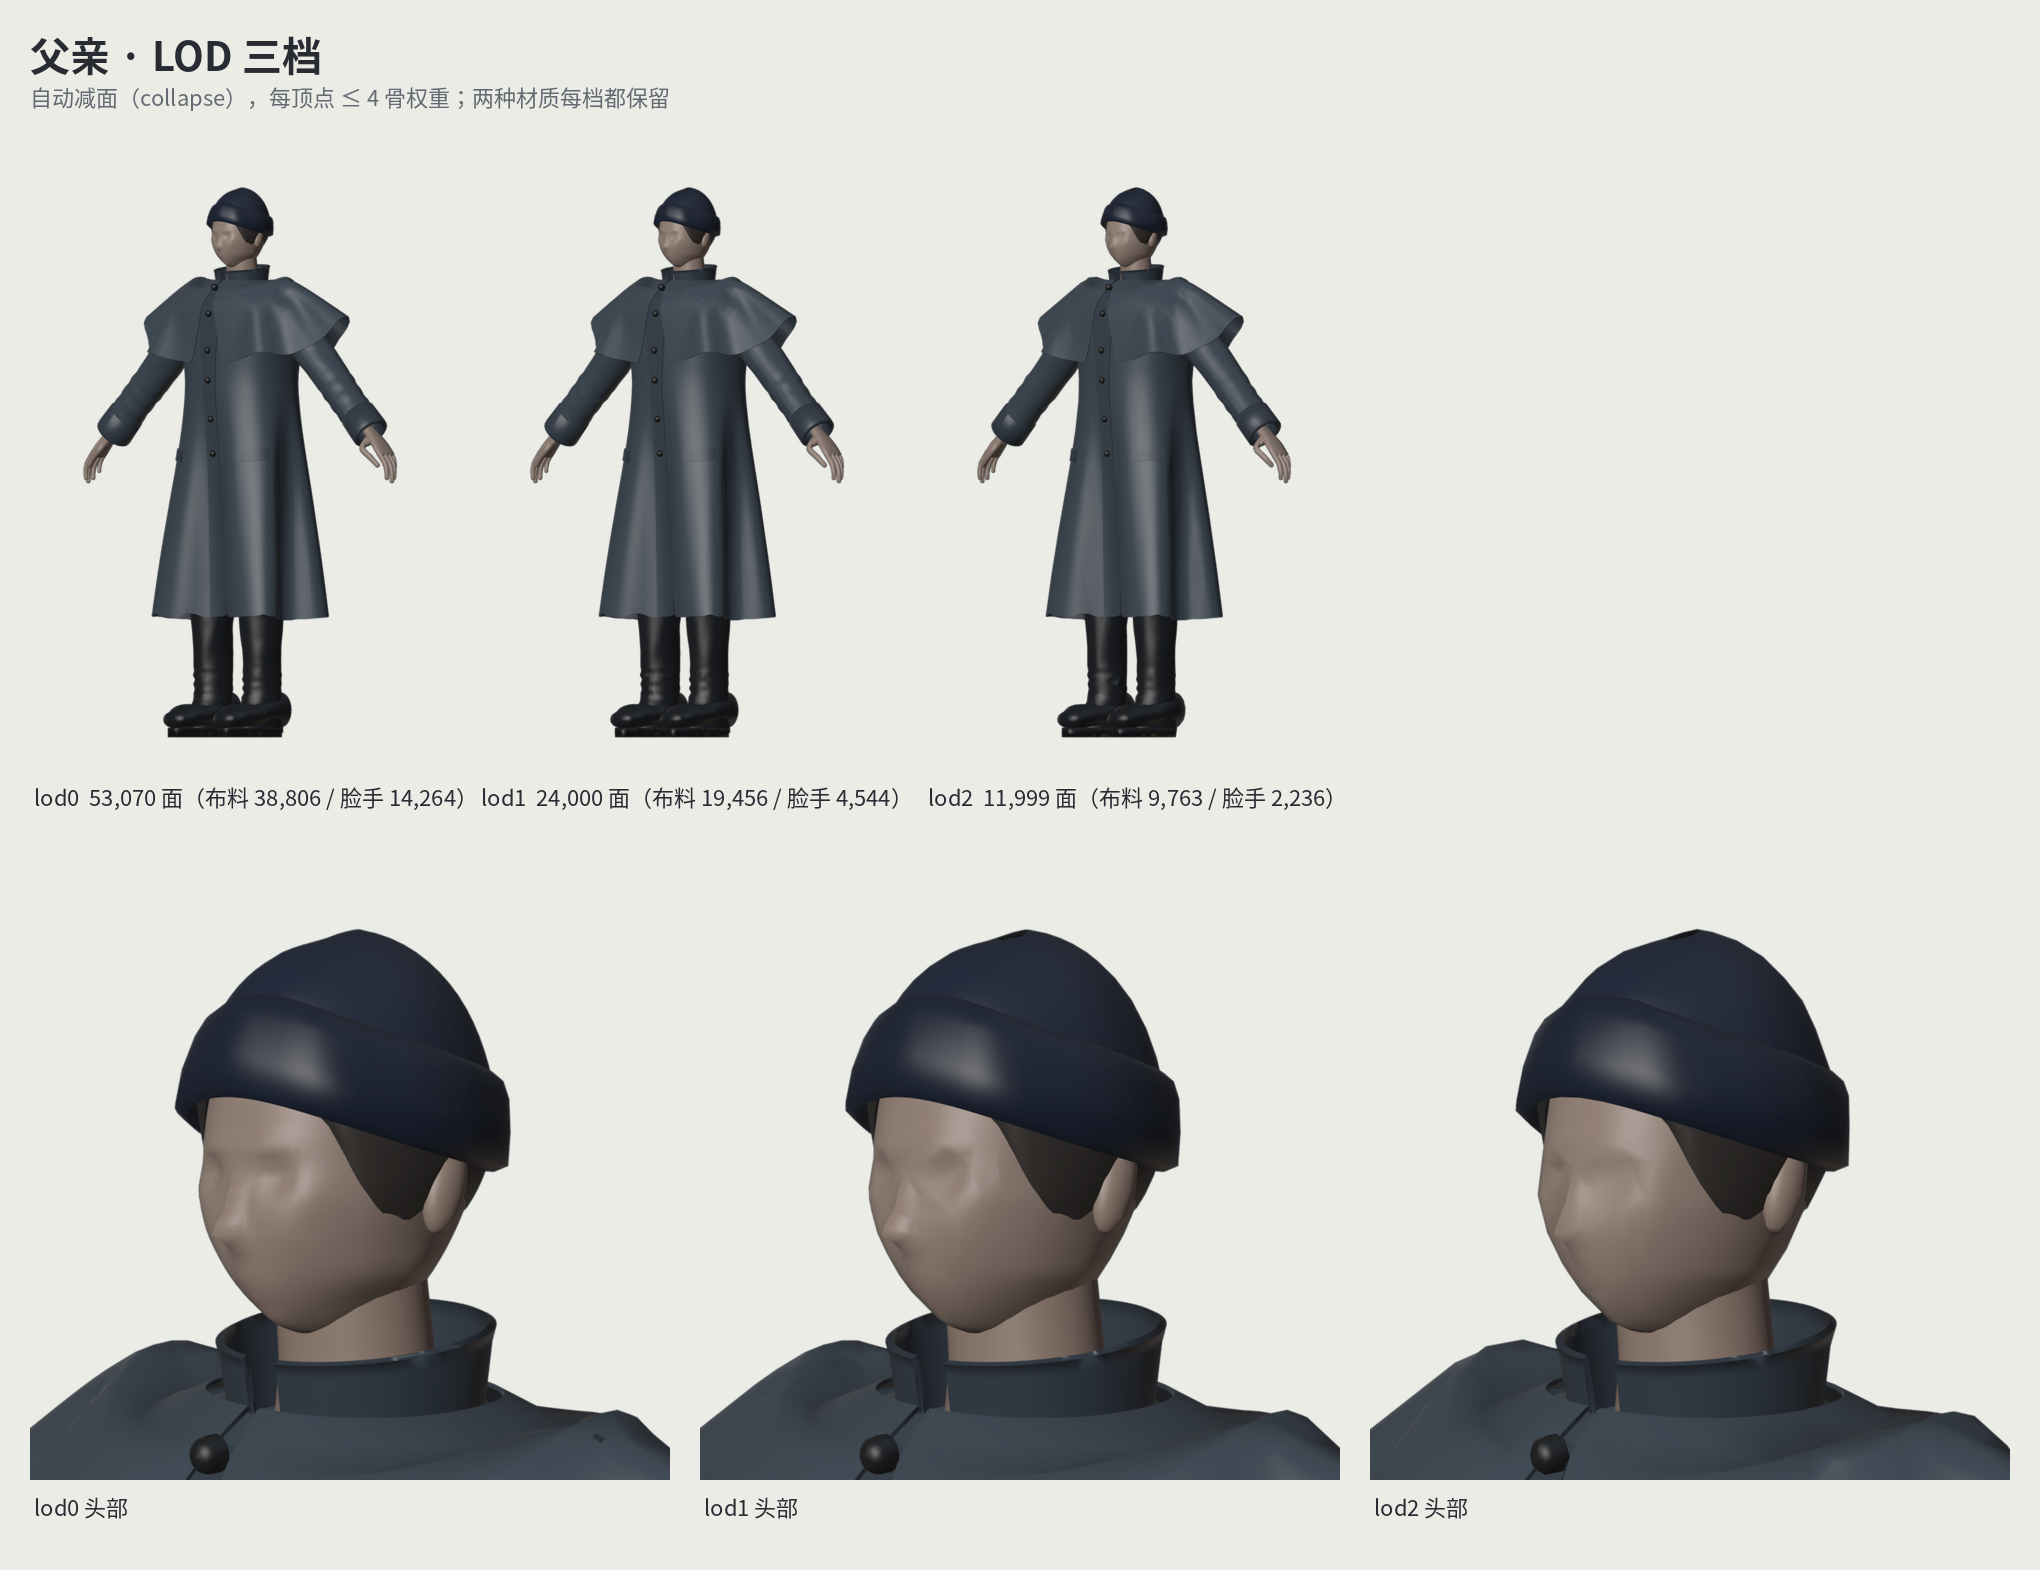 父亲 · LOD 三档
自动减面（collapse），每顶点 ≤ 4 骨权重；两种材质每档都保留
lod0  53,070 面（布料 38,806 / 脸手 14,264）
lod1  24,000 面（布料 19,456 / 脸手 4,544）
lod2  11,999 面（布料 9,763 / 脸手 2,236）
lod0 头部
lod1 头部
lod2 头部